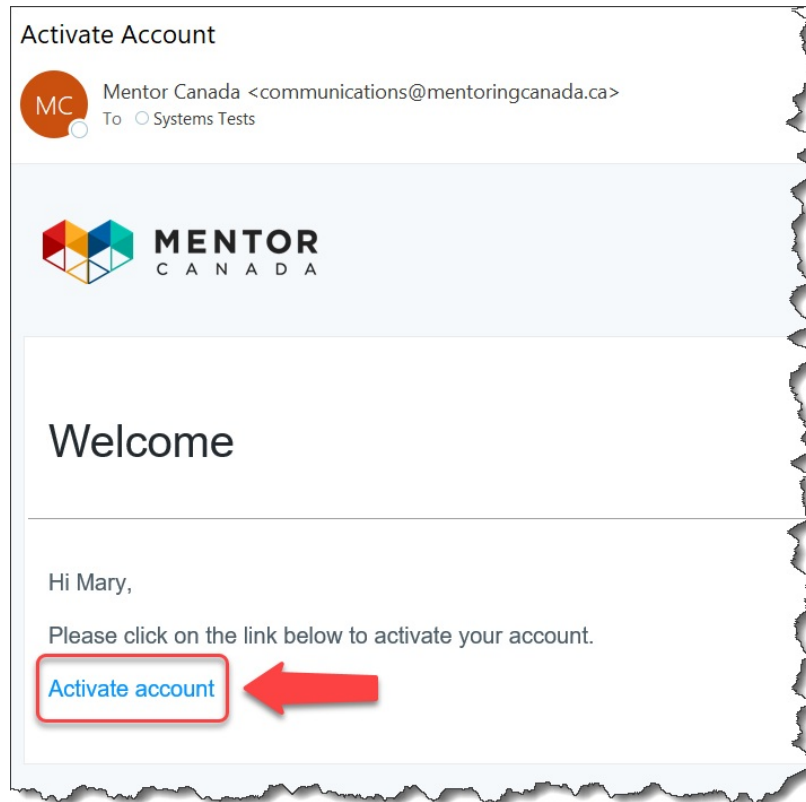 Activate Account
MC
Mentor Canada <communications@mentoringcanada.ca>
To Systems Tests
MENTOR
CANADA
Welcome
Hi Mary,
Please click on the link below to activate your account.
Activate account